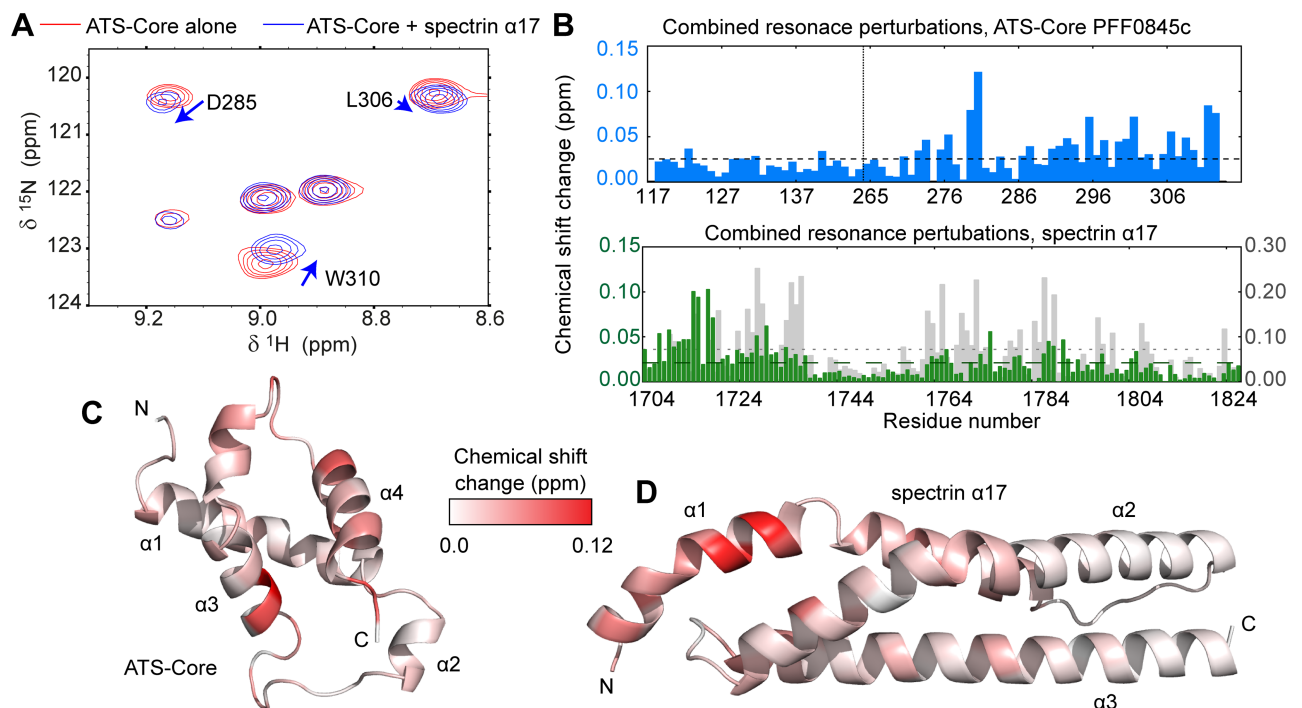 A
ATS-Core alone
ATS-Core + spectrin α17
120
121
122
123
124
δ ¹⁵N (ppm)
D285
L306
W310
9.2
9.0
8.8
8.6
δ ¹H (ppm)
B
Combined resonace perturbations, ATS-Core PFF0845c
0.15
0.10
0.05
0.00
117
127
137
265
276
286
296
306
Chemical shift change (ppm)
Combined resonance pertubations, spectrin α17
0.15
0.10
0.05
0.00
0.30
0.20
0.10
0.00
1704
1724
1744
1764
1784
1804
1824
Residue number
C
N
α1
α3
α4
α2
C
ATS-Core
Chemical shift
change (ppm)
0.0
0.12
D
spectrin α17
α1
α2
α3
N
C